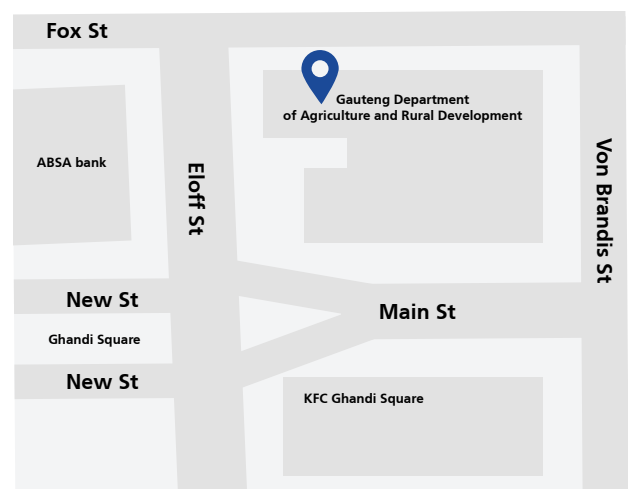 Fox St
Gauteng Department
of Agriculture and Rural Development
ABSA bank
Eloff St
Von Brandis St
New St
Main St
Ghandi Square
New St
KFC Ghandi Square